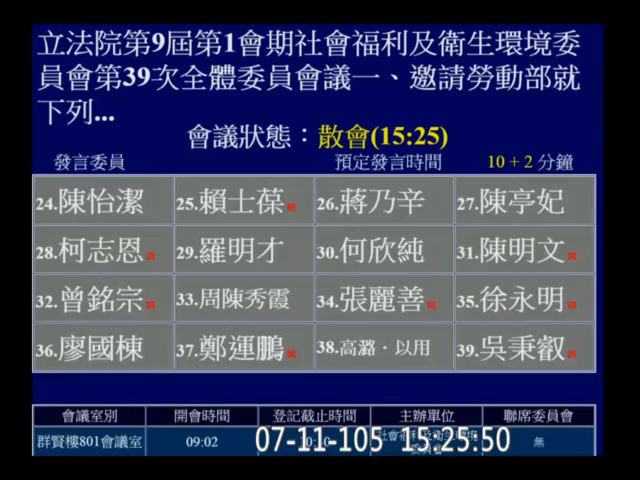 立法院第9屆第1會期社會福利及衛生環境委
員會第39次全體委員會議一、邀請勞動部就
下列...
會議狀態：散會(15:25)
發言委員 預定發言時間 10 + 2 分鐘
24.陳怡潔 25.賴士葆 26.蔣乃辛 27.陳亭妃
28.柯志恩 29.羅明才 30.何欣純 31.陳明文
32.曾銘宗 33.周陳秀霞 34.張麗善 35.徐永明
36.廖國棟 37.鄭運鵬 38.高潞．以用 39.吳秉叡
會議室別 開會時間 登記截止時間 主辦單位 聯席委員會
群賢樓801會議室 09:02 無
07-11-105 15:25:50